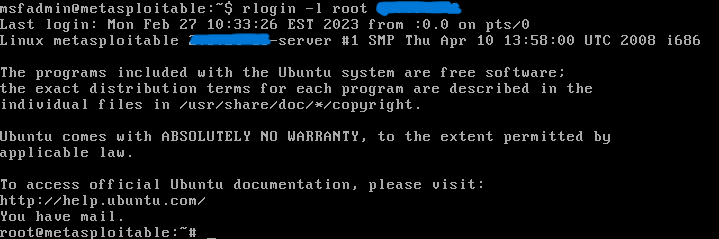 msfadmin@metasploitable:~$ rlogin -l root
Last login: Mon Feb 27 10:33:26 EST 2023 from :0.0 on pts/0
Linux metasploitable -server #1 SMP Thu Apr 10 13:58:00 UTC 2008 i686
The programs included with the Ubuntu system are free software;
the exact distribution terms for each program are described in the
individual files in /usr/share/doc/*/copyright.
Ubuntu comes with ABSOLUTELY NO WARRANTY, to the extent permitted by
applicable law.
To access official Ubuntu documentation, please visit:
http://help.ubuntu.com/
You have mail.
root@metasploitable:~# _